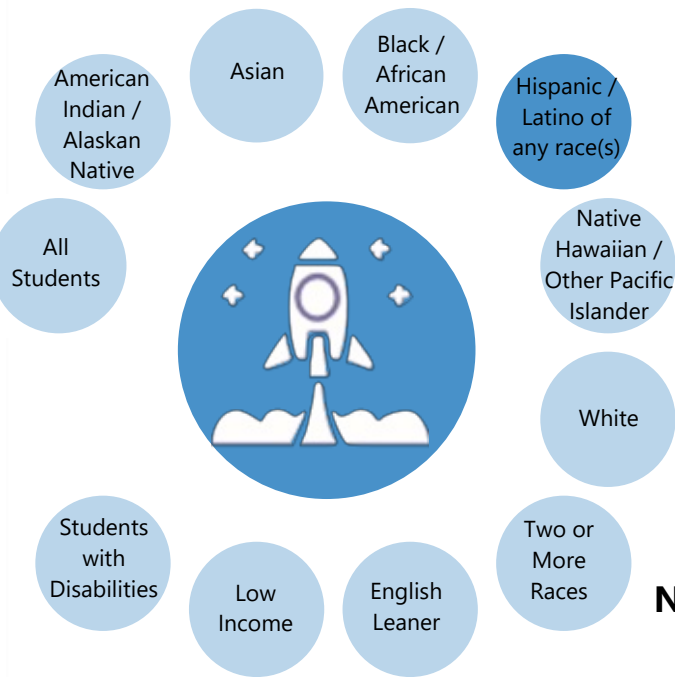 American
Indian /
Alaskan
Native
Asian
Black /
African
American
Hispanic /
Latino of
any race(s)
All
Students
Native
Hawaiian /
Other Pacific
Islander
White
Students
with
Disabilities
Low
Income
English
Leaner
Two or
More
Races
N